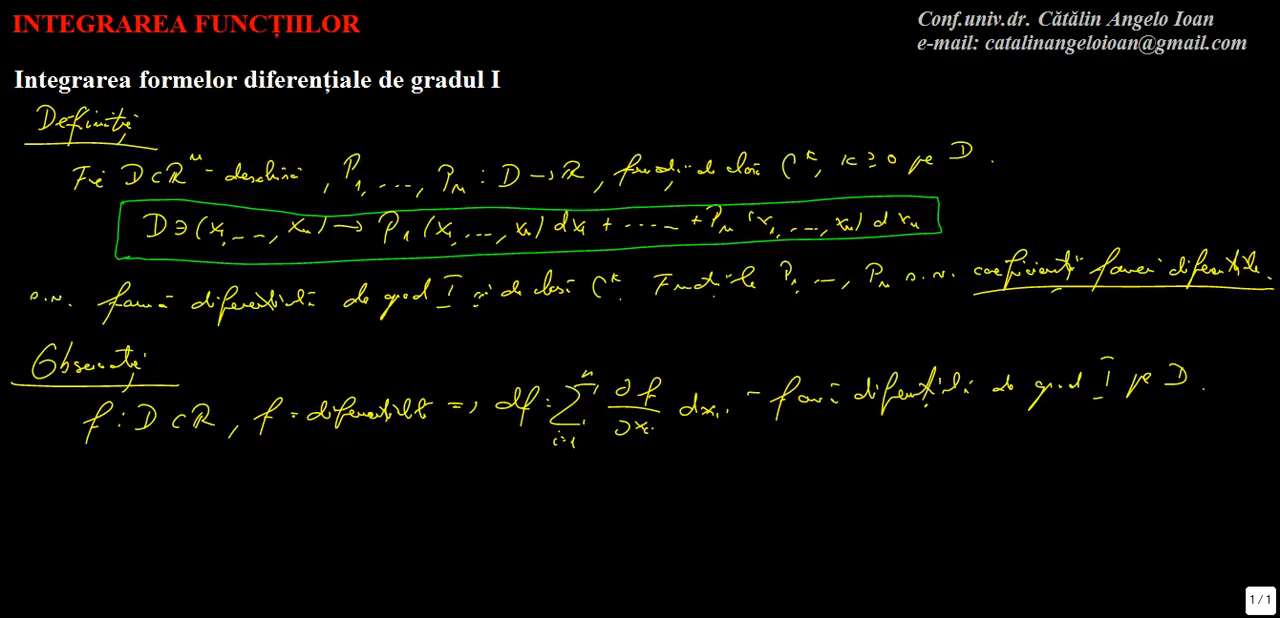 INTEGRAREA FUNCȚIILOR
Conf.univ.dr. Cătălin Angelo Ioan
e-mail: catalinangeloioan@gmail.com
Integrarea formelor diferențiale de gradul I
Definiție
Fie D⊂ℝⁿ - deschisă, P₁, ..., Pₙ : D → ℝ, funcții de clasă Cᵏ, k ≥ 0 pe D.
D∋(x₁, ..., xₙ) → P₁(x₁, ..., xₙ) dx₁ + ..... + Pₙ(x₁, ..., xₙ) dxₙ
s.n. formă diferențială de grad I și de clasă Cᵏ. Funcțiile P₁, ..., Pₙ s.n. coeficienții formei diferențiale.
Observație
f : D ⊂ ℝ, f = diferențiabilă => df = ∑ᵢ₌₁ⁿ ∂f/∂xᵢ dxᵢ - formă diferențială de grad I pe D.
1/1